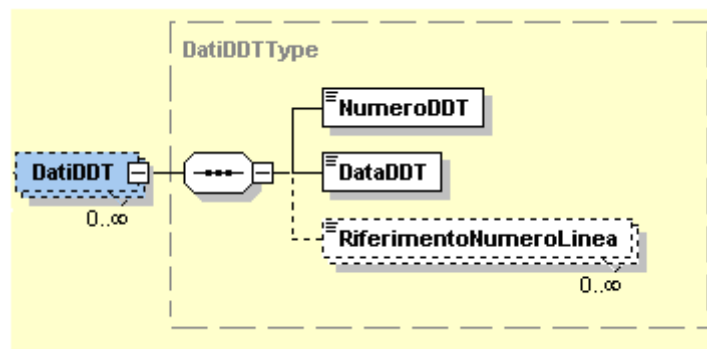 DatiDDTType
NumeroDDT
DatiDDT
DataDDT
0..∞
RiferimentoNumeroLinea
0..∞